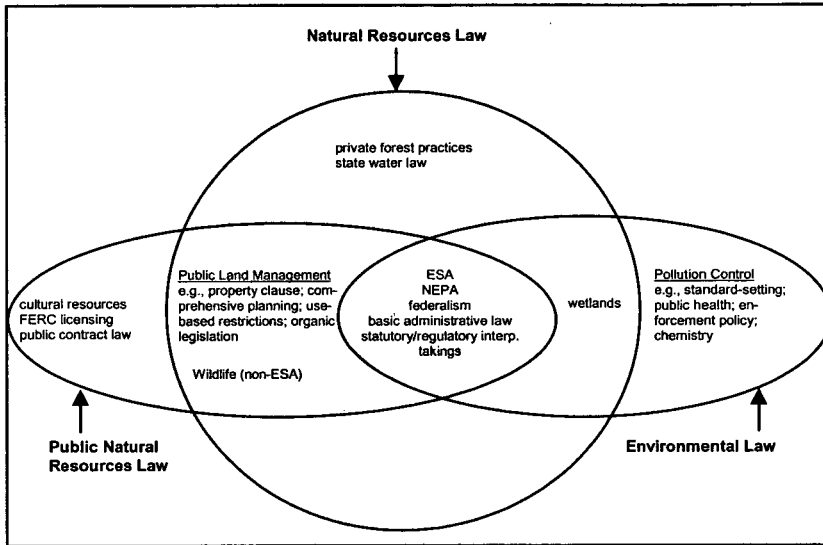 Natural Resources Law
private forest practices
state water law
cultural resources
FERC licensing
public contract law
Public Land Management
e.g., property clause; com-
prehensive planning; use-
based restrictions; organic
legislation
Wildlife (non-ESA)
ESA
NEPA
federalism
basic administrative law
statutory/regulatory interp.
takings
wetlands
Pollution Control
e.g., standard-setting;
public health; en-
forcement policy;
chemistry
Public Natural
Resources Law
Environmental Law